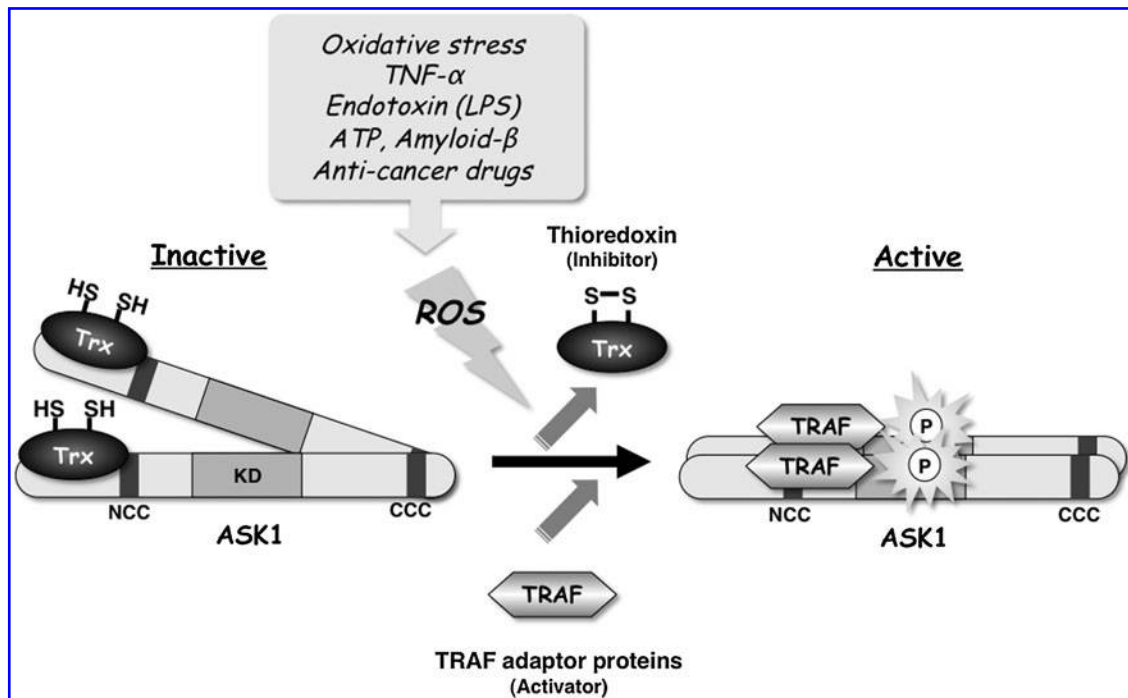 Oxidative stress
TNF-α
Endotoxin (LPS)
ATP, Amyloid-β
Anti-cancer drugs
Inactive
Thioredoxin
(Inhibitor)
Active
HS SH
Trx
ROS
S–S
Trx
HS SH
Trx
KD
NCC
CCC
ASK1
TRAF
P
TRAF
P
NCC
CCC
ASK1
TRAF
TRAF adaptor proteins
(Activator)